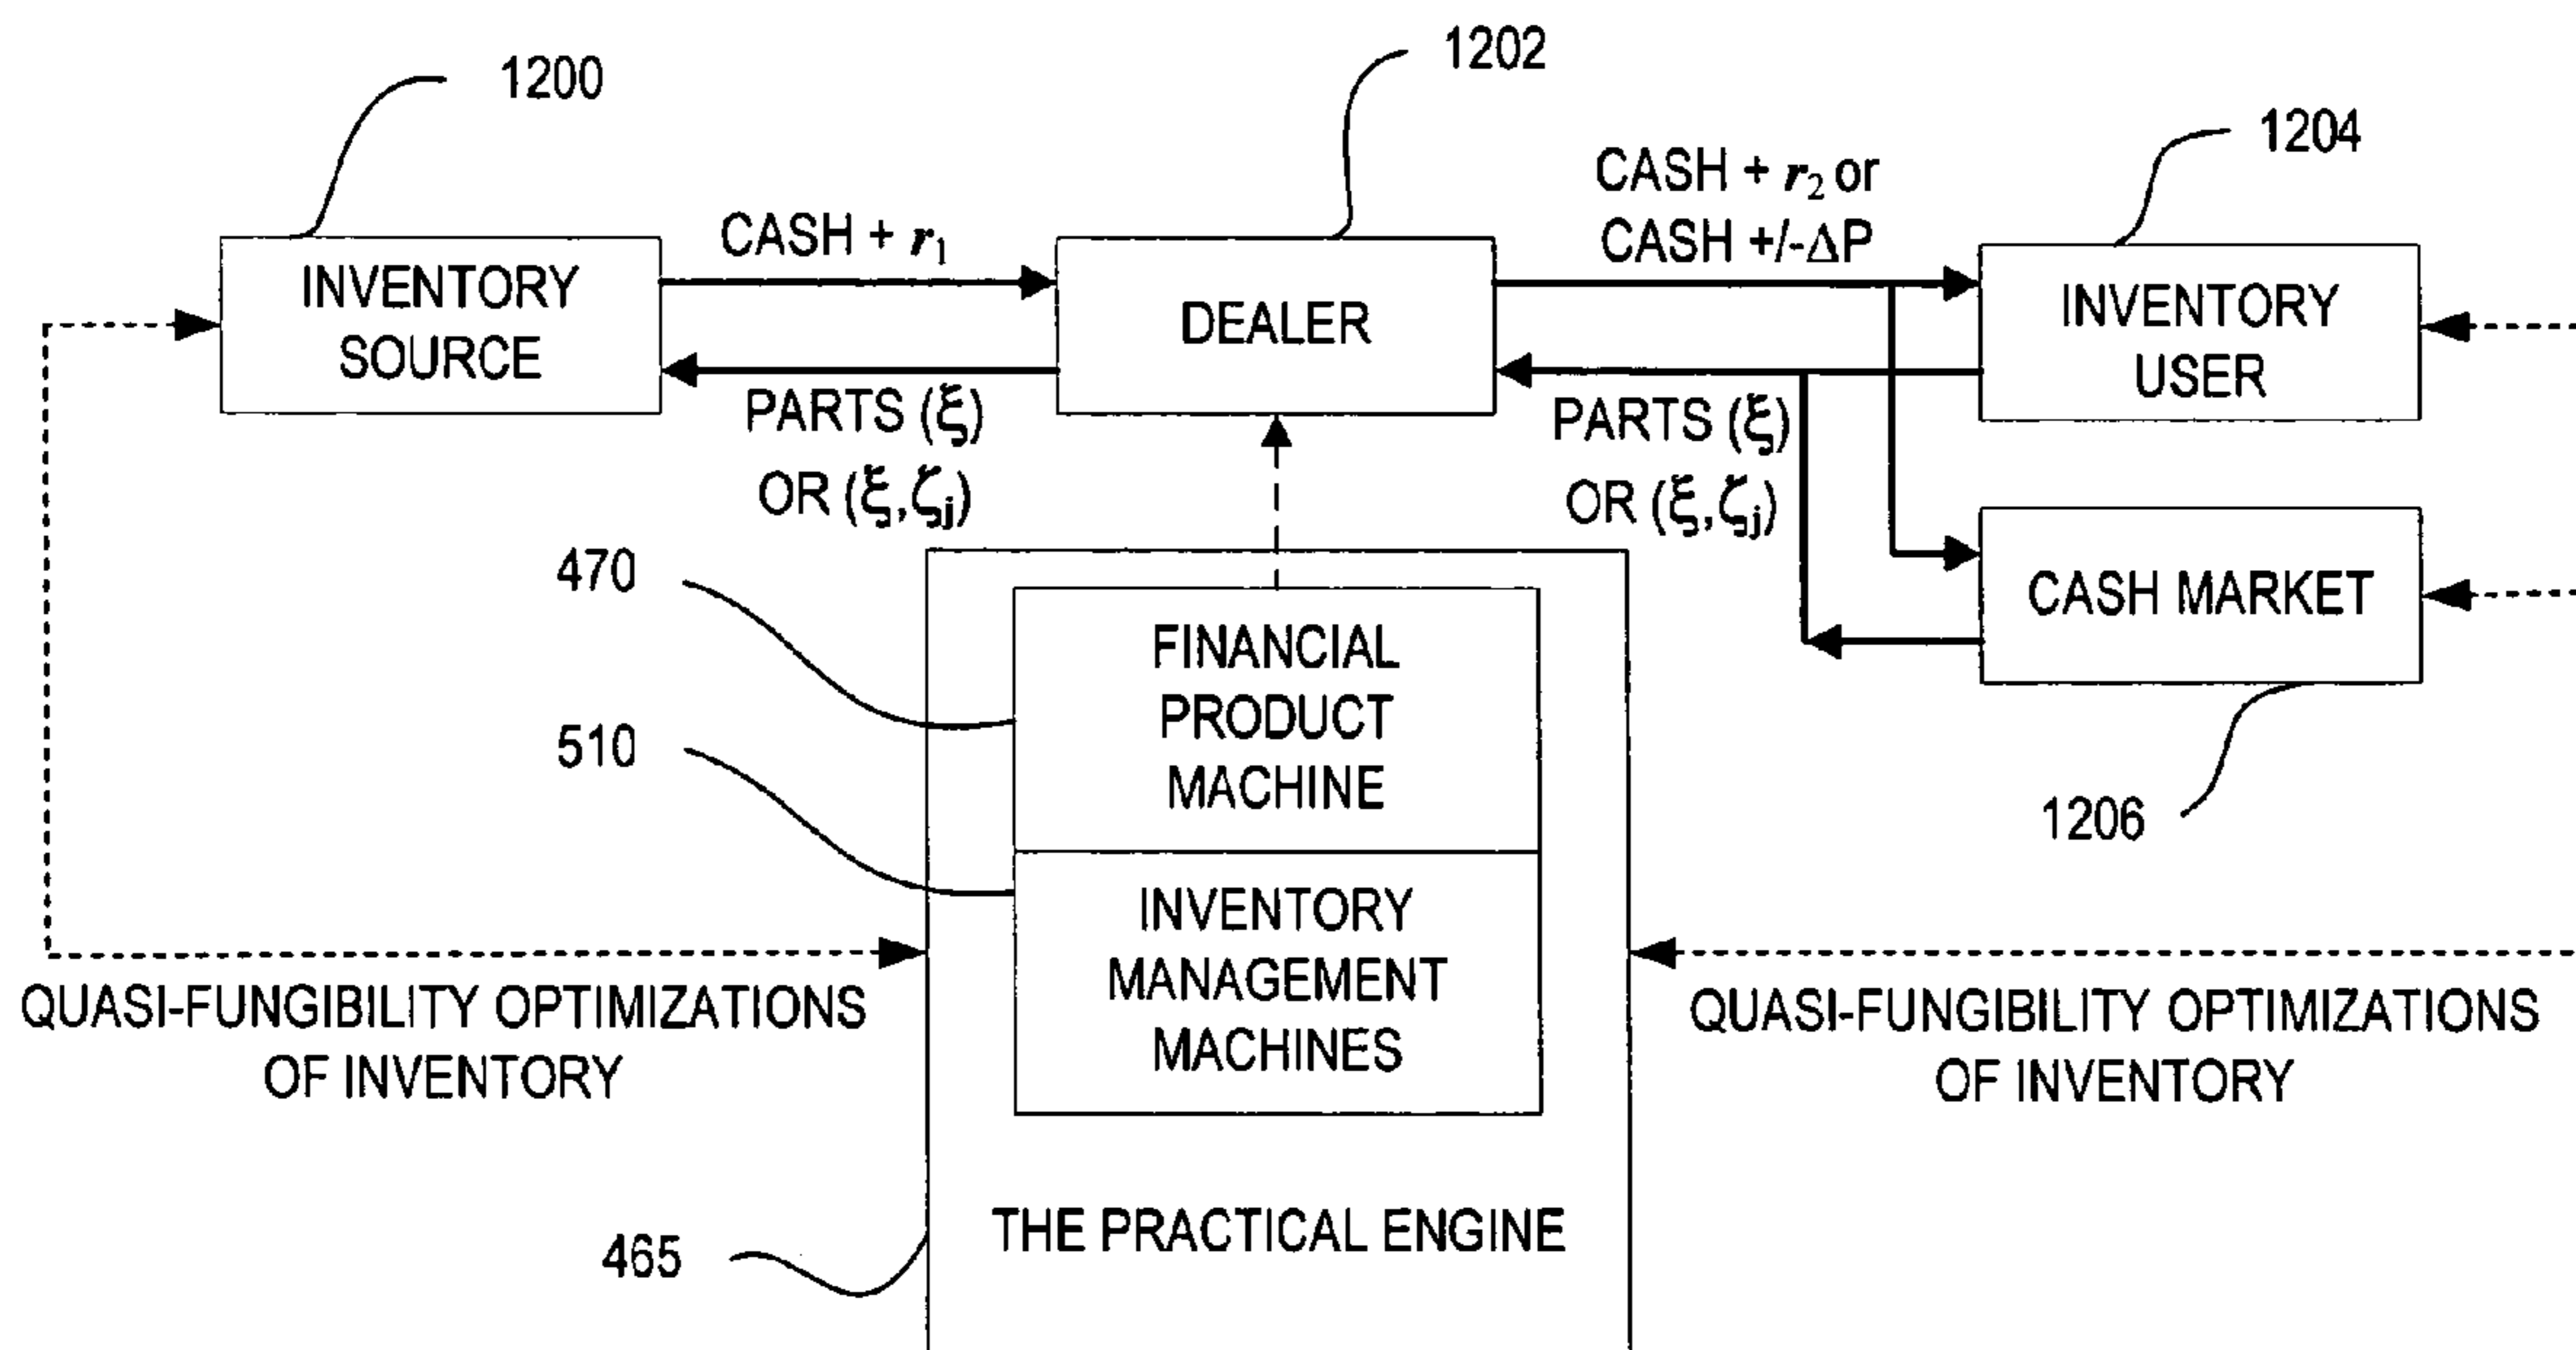 1200
1202
1204
CASH + r₁
CASH + r₂ or
CASH +/-ΔP
INVENTORY
SOURCE
DEALER
INVENTORY
USER
PARTS (ξ)
OR (ξ,ζj)
PARTS (ξ)
OR (ξ,ζj)
470
510
FINANCIAL
PRODUCT
MACHINE
CASH MARKET
1206
INVENTORY
MANAGEMENT
MACHINES
QUASI-FUNGIBILITY OPTIMIZATIONS
OF INVENTORY
QUASI-FUNGIBILITY OPTIMIZATIONS
OF INVENTORY
465
THE PRACTICAL ENGINE